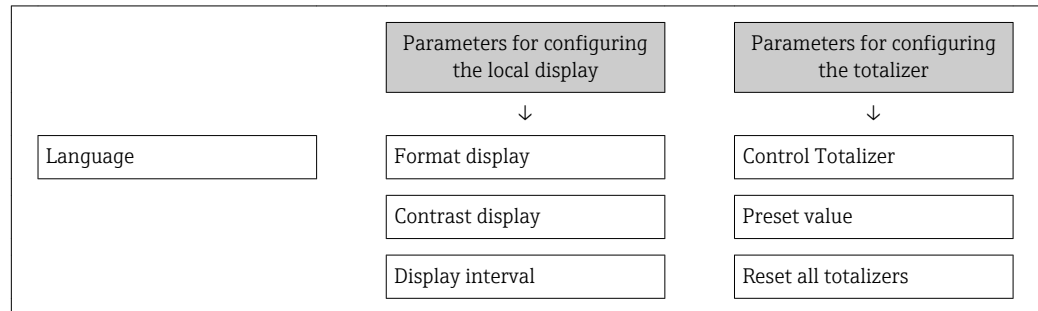 Parameters for configuring
the local display
Parameters for configuring
the totalizer
↓ ↓
Language Format display Control Totalizer
Contrast display Preset value
Display interval Reset all totalizers